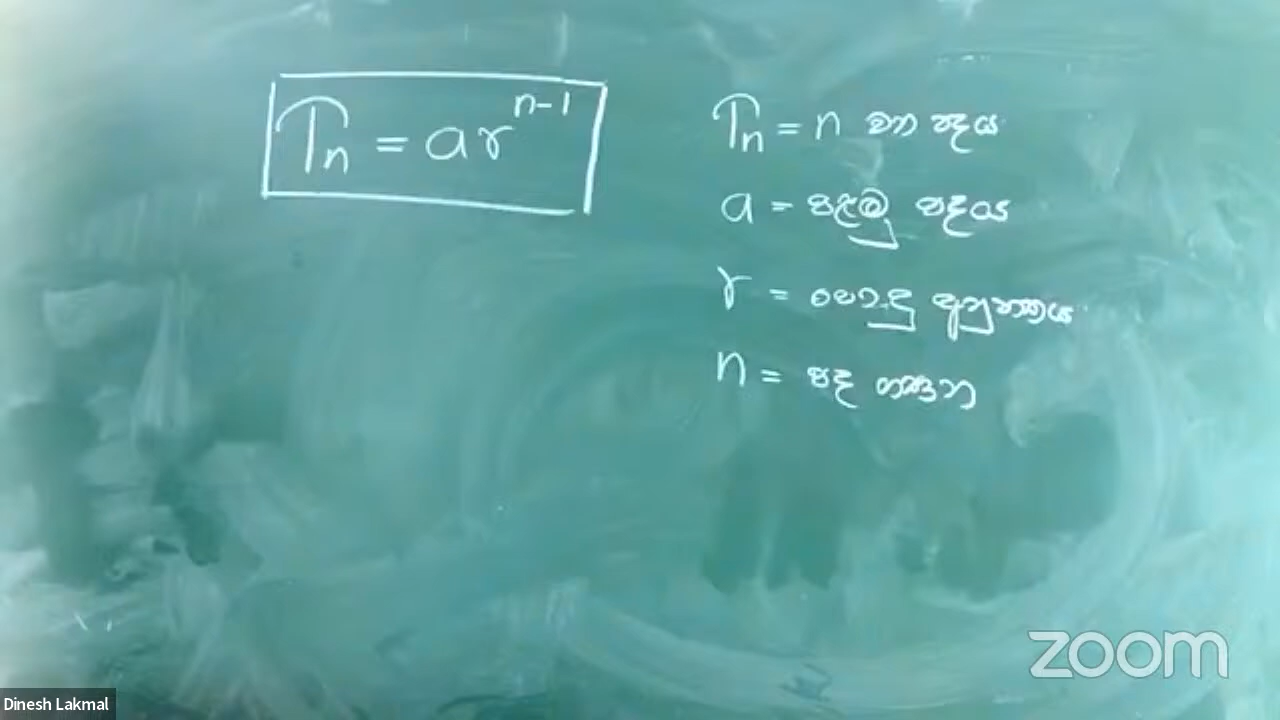 Tn = ar^(n-1)
Tn = n වන පදය
a = පළමු පදය
r = පොදු අනුපාතය
n = පද ගණන
zoom
Dinesh Lakmal